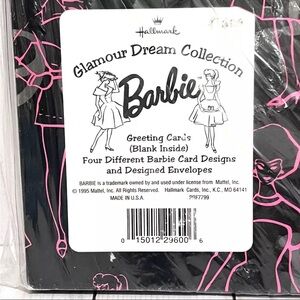 Hallmark
Glamour Dream Collection
Barbie
Greeting Cards
(Blank Inside)
Four Different Barbie Card Designs
and Designed Envelopes
BARBIE is a trademark owned by and used under license from Mattel, Inc.
© 1995 Mattel, Inc. All Rights Reserved. Hallmark Cards, Inc., K.C., MO 64141
MADE IN U.S.A.
0 15012 29600 6